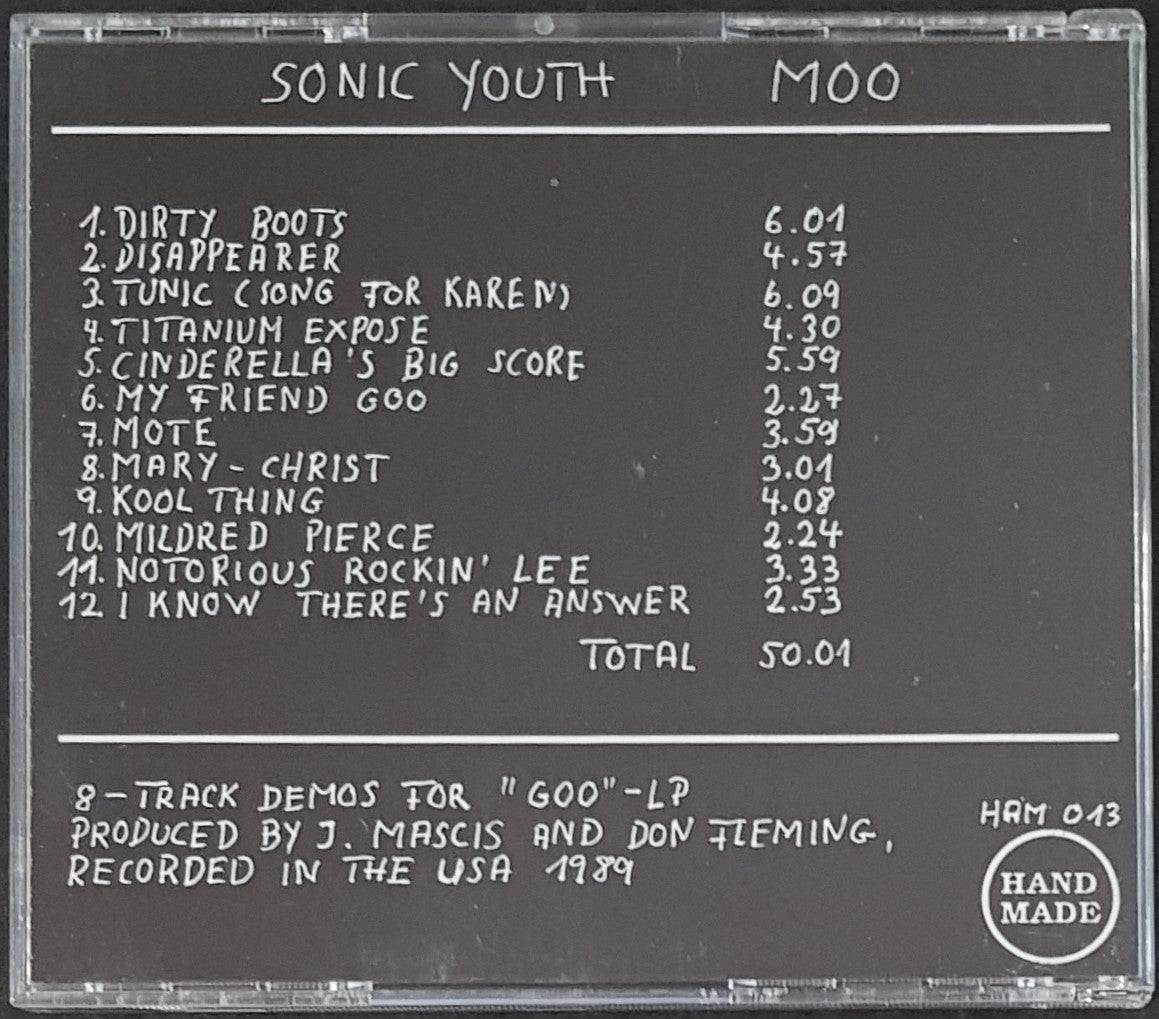 SONIC YOUTH MOO
1. DIRTY BOOTS 6.01
2. DISAPPEARER 4.57
3. TUNIC (SONG FOR KAREN) 6.09
4. TITANIUM EXPOSE 4.30
5. CINDERELLA'S BIG SCORE 5.59
6. MY FRIEND GOO 2.27
7. MOTE 3.59
8. MARY-CHRIST 3.01
9. KOOL THING 4.08
10. MILDRED PIERCE 2.24
11. NOTORIOUS ROCKIN' LEE 3.33
12 I KNOW THERE'S AN ANSWER 2.53
TOTAL 50.01
8-TRACK DEMOS FOR "GOO"-LP
PRODUCED BY J. MASCIS AND DON FLEMING,
RECORDED IN THE USA 1989
HAM 013
HAND
MADE